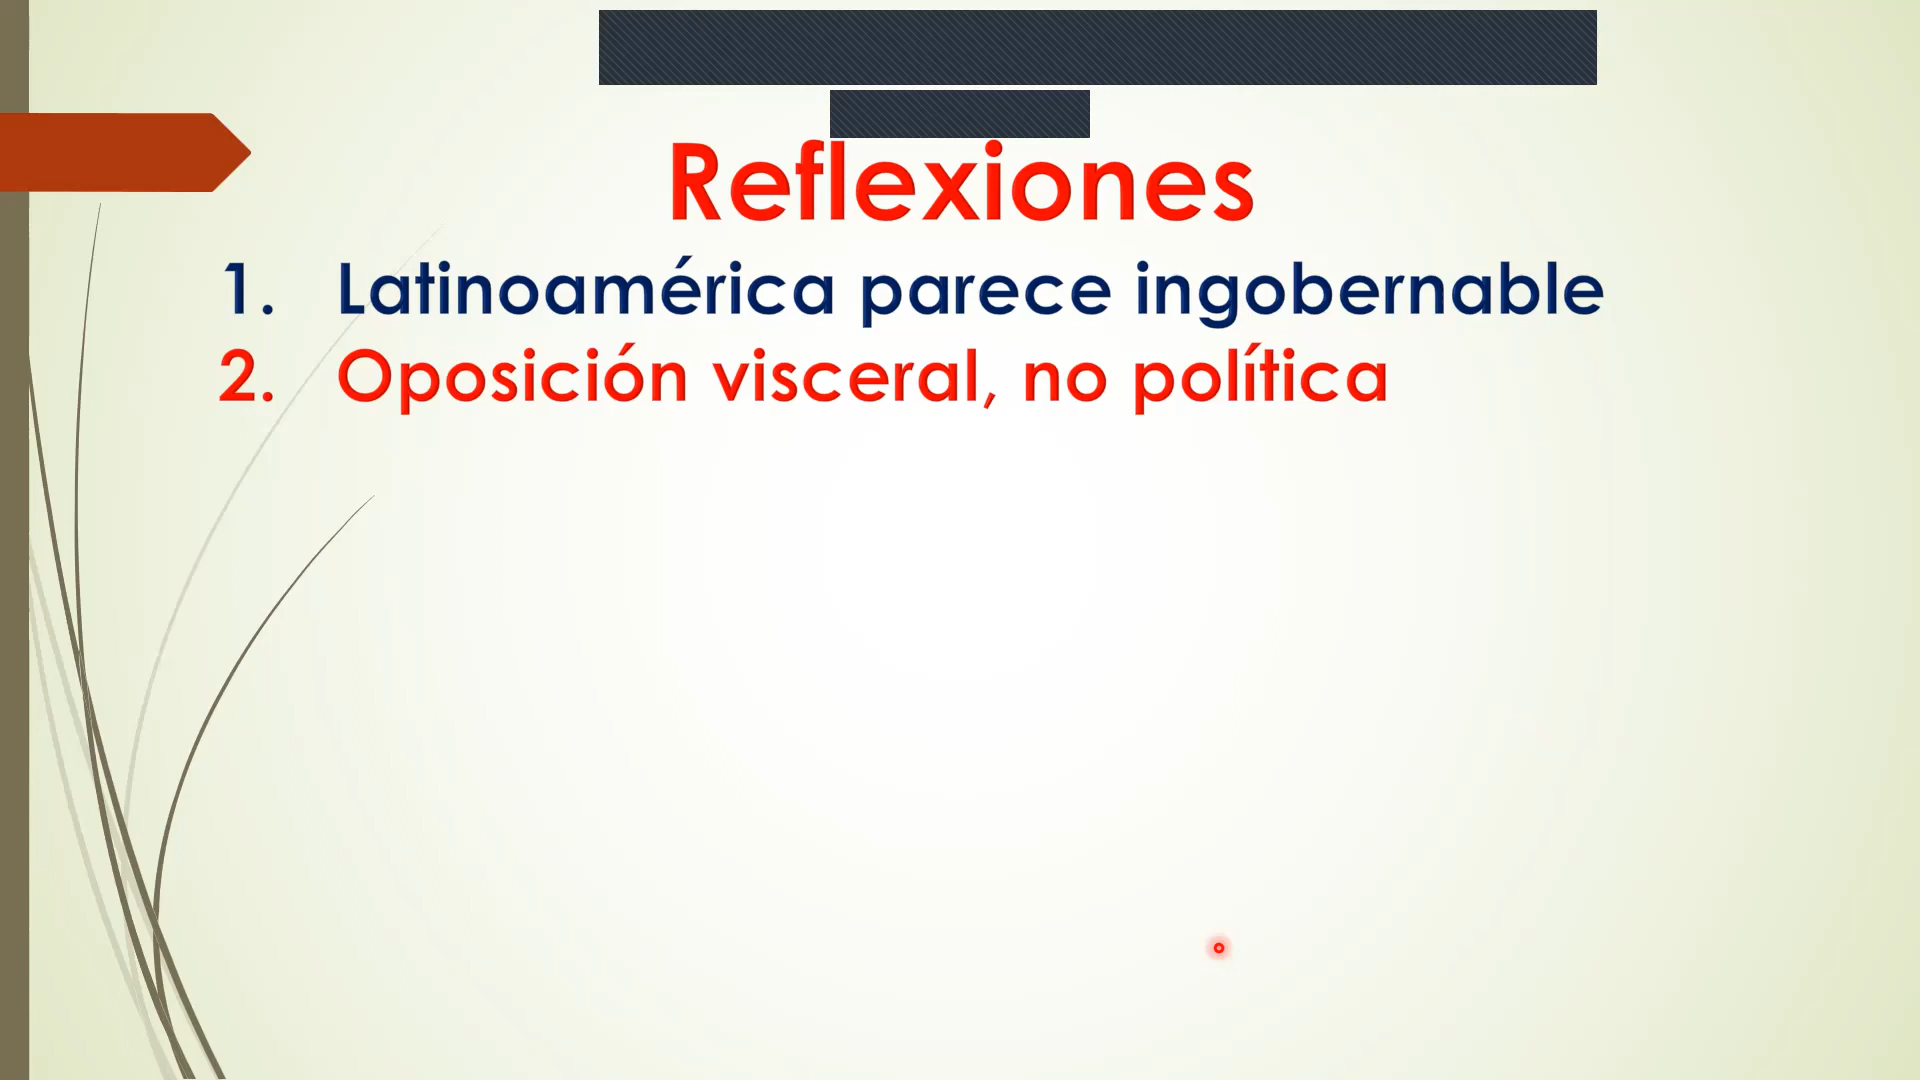 Reflexiones
1. Latinoamérica parece ingobernable
2. Oposición visceral, no política